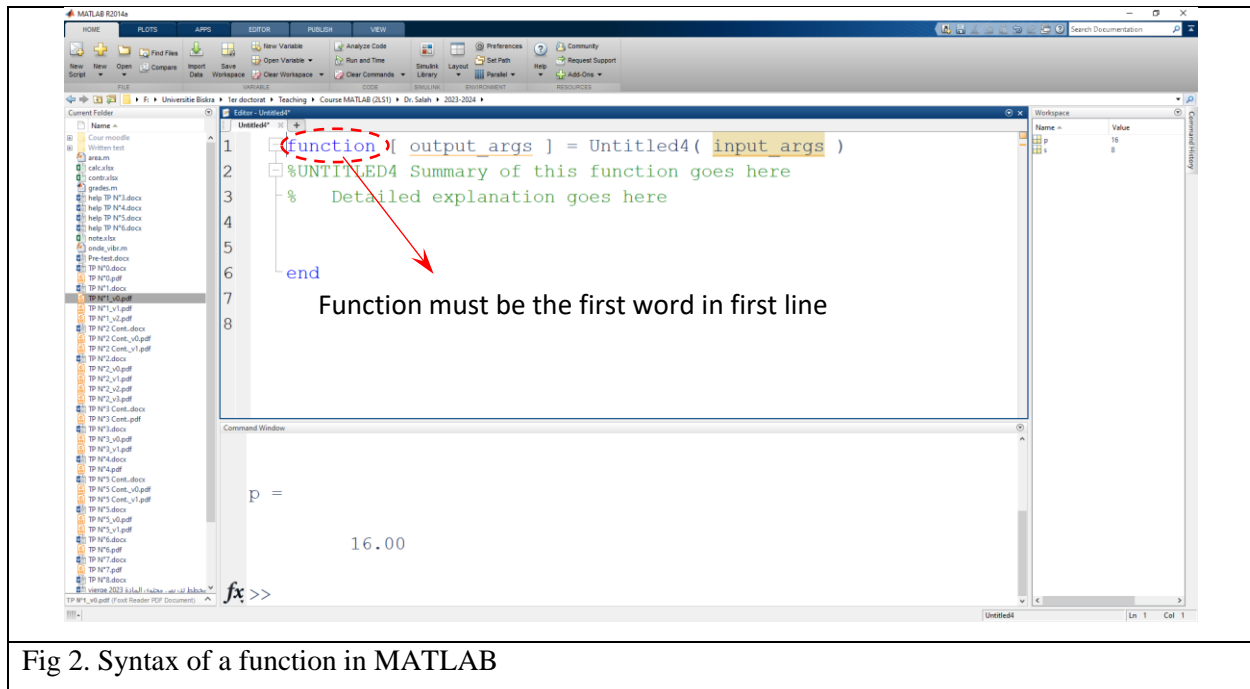 MATLAB R2014a
HOME PLOTS APPS EDITOR PUBLISH VIEW
Search Documentation
New Script
New
Open
Find Files
Compare
Import Data
Save Workspace
New Variable
Open Variable
Clear Workspace
Analyze Code
Run and Time
Clear Commands
Simulink Library
Layout
Preferences
Set Path
Parallel
Help
Community
Request Support
Add-Ons
FILE VARIABLE CODE SIMULINK ENVIRONMENT RESOURCES
F: Universitie Biskra 1er doctorat Teaching Course MATLAB (2LS1) Dr. Salah 2023-2024
Current Folder
Name
Cour moodle
Written test
area.m
calc.xlsx
contr.xlsx
grades.m
help TP N°3.docx
help TP N°4.docx
help TP N°5.docx
help TP N°6.docx
note.xlsx
onde_vibr.m
Pre-test.docx
TP N°0.docx
TP N°0.pdf
TP N°1.docx
TP N°1_v0.pdf
TP N°1_v1.pdf
TP N°1_v2.pdf
TP N°2 Cont..docx
TP N°2 Cont._v0.pdf
TP N°2 Cont._v1.pdf
TP N°2.docx
TP N°2_v0.pdf
TP N°2_v1.pdf
TP N°2_v2.pdf
TP N°2_v3.pdf
TP N°3 Cont..docx
TP N°3 Cont..pdf
TP N°3.docx
TP N°3_v0.pdf
TP N°3_v1.pdf
TP N°4.docx
TP N°4.pdf
TP N°5 Cont..docx
TP N°5 Cont._v0.pdf
TP N°5 Cont._v1.pdf
TP N°5.docx
TP N°5_v0.pdf
TP N°5_v1.pdf
TP N°6.docx
TP N°6.pdf
TP N°7.docx
TP N°7.pdf
TP N°8.docx
vierge 2023
TP N°1_v0.pdf (Foxit Reader PDF Document)
Editor - Untitled4*
Untitled4* × +
1 function [ output_args ] = Untitled4( input_args )
2 %UNTITLED4 Summary of this function goes here
3 % Detailed explanation goes here
4
5
6 end
7
8
Function must be the first word in first line
Command Window
p =
16.00
fx >>
Workspace
Name Value
p 16
s 8
Command History
Untitled4 Ln 1 Col 1
Fig 2. Syntax of a function in MATLAB